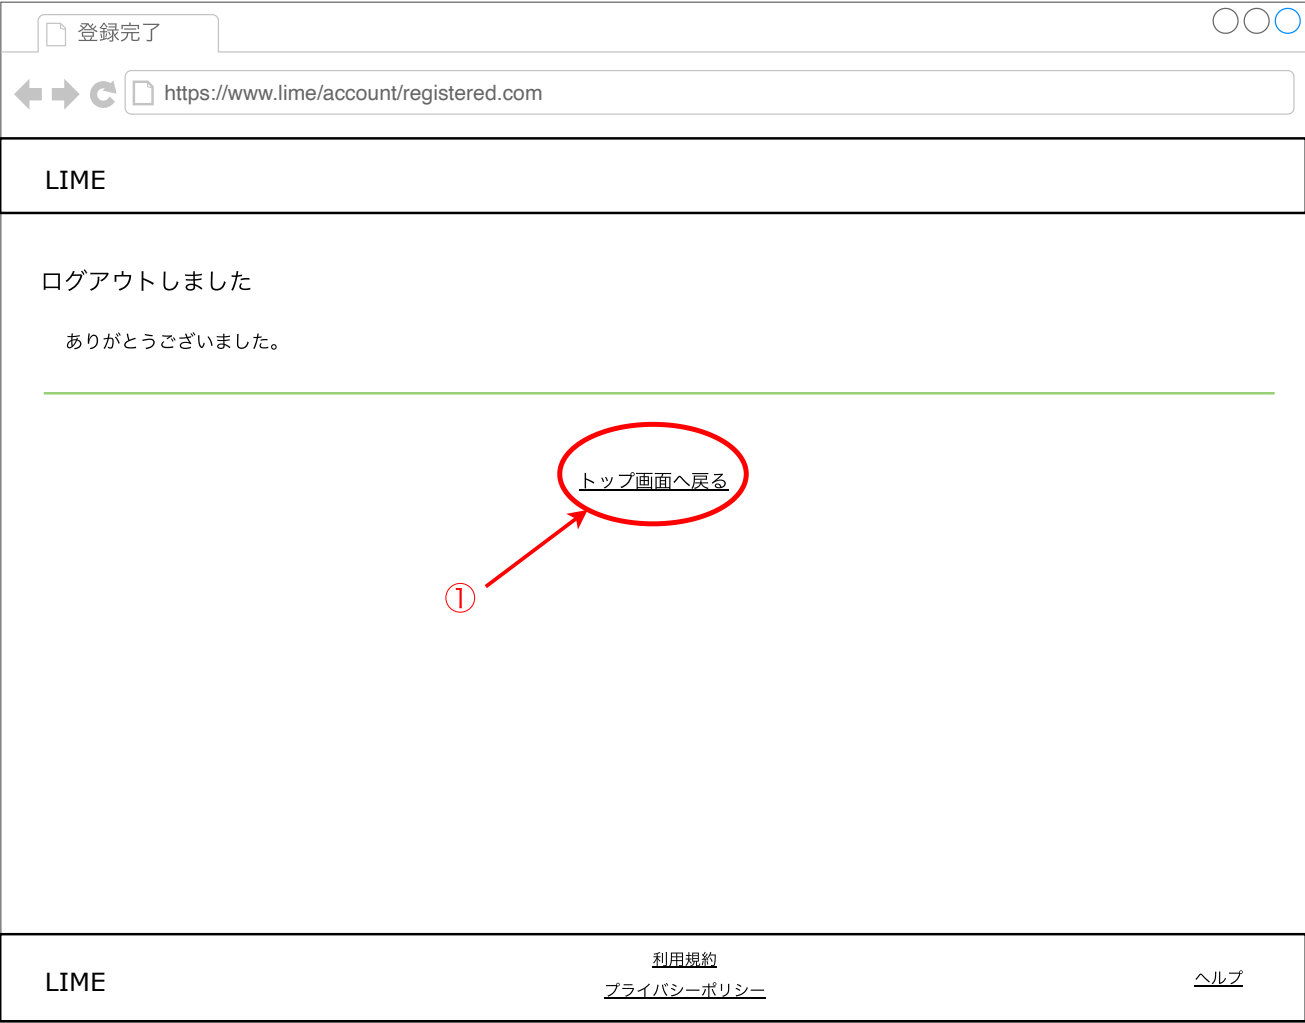 登録完了
https://www.lime/account/registered.com
LIME
ログアウトしました
ありがとうございました。
トップ画面へ戻る
①
LIME
利用規約
プライバシーポリシー
ヘルプ